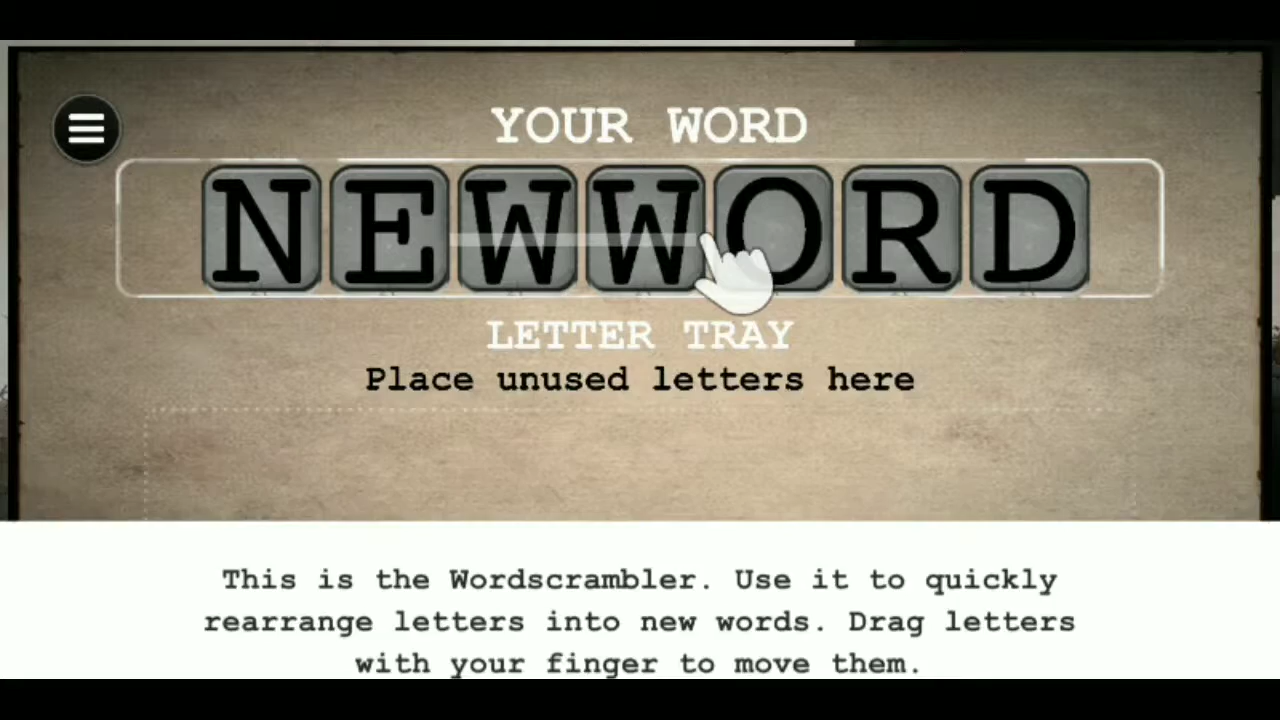 YOUR WORD
NEWWORD
LETTER TRAY
Place unused letters here
This is the Wordscrambler. Use it to quickly
rearrange letters into new words. Drag letters
with your finger to move them.